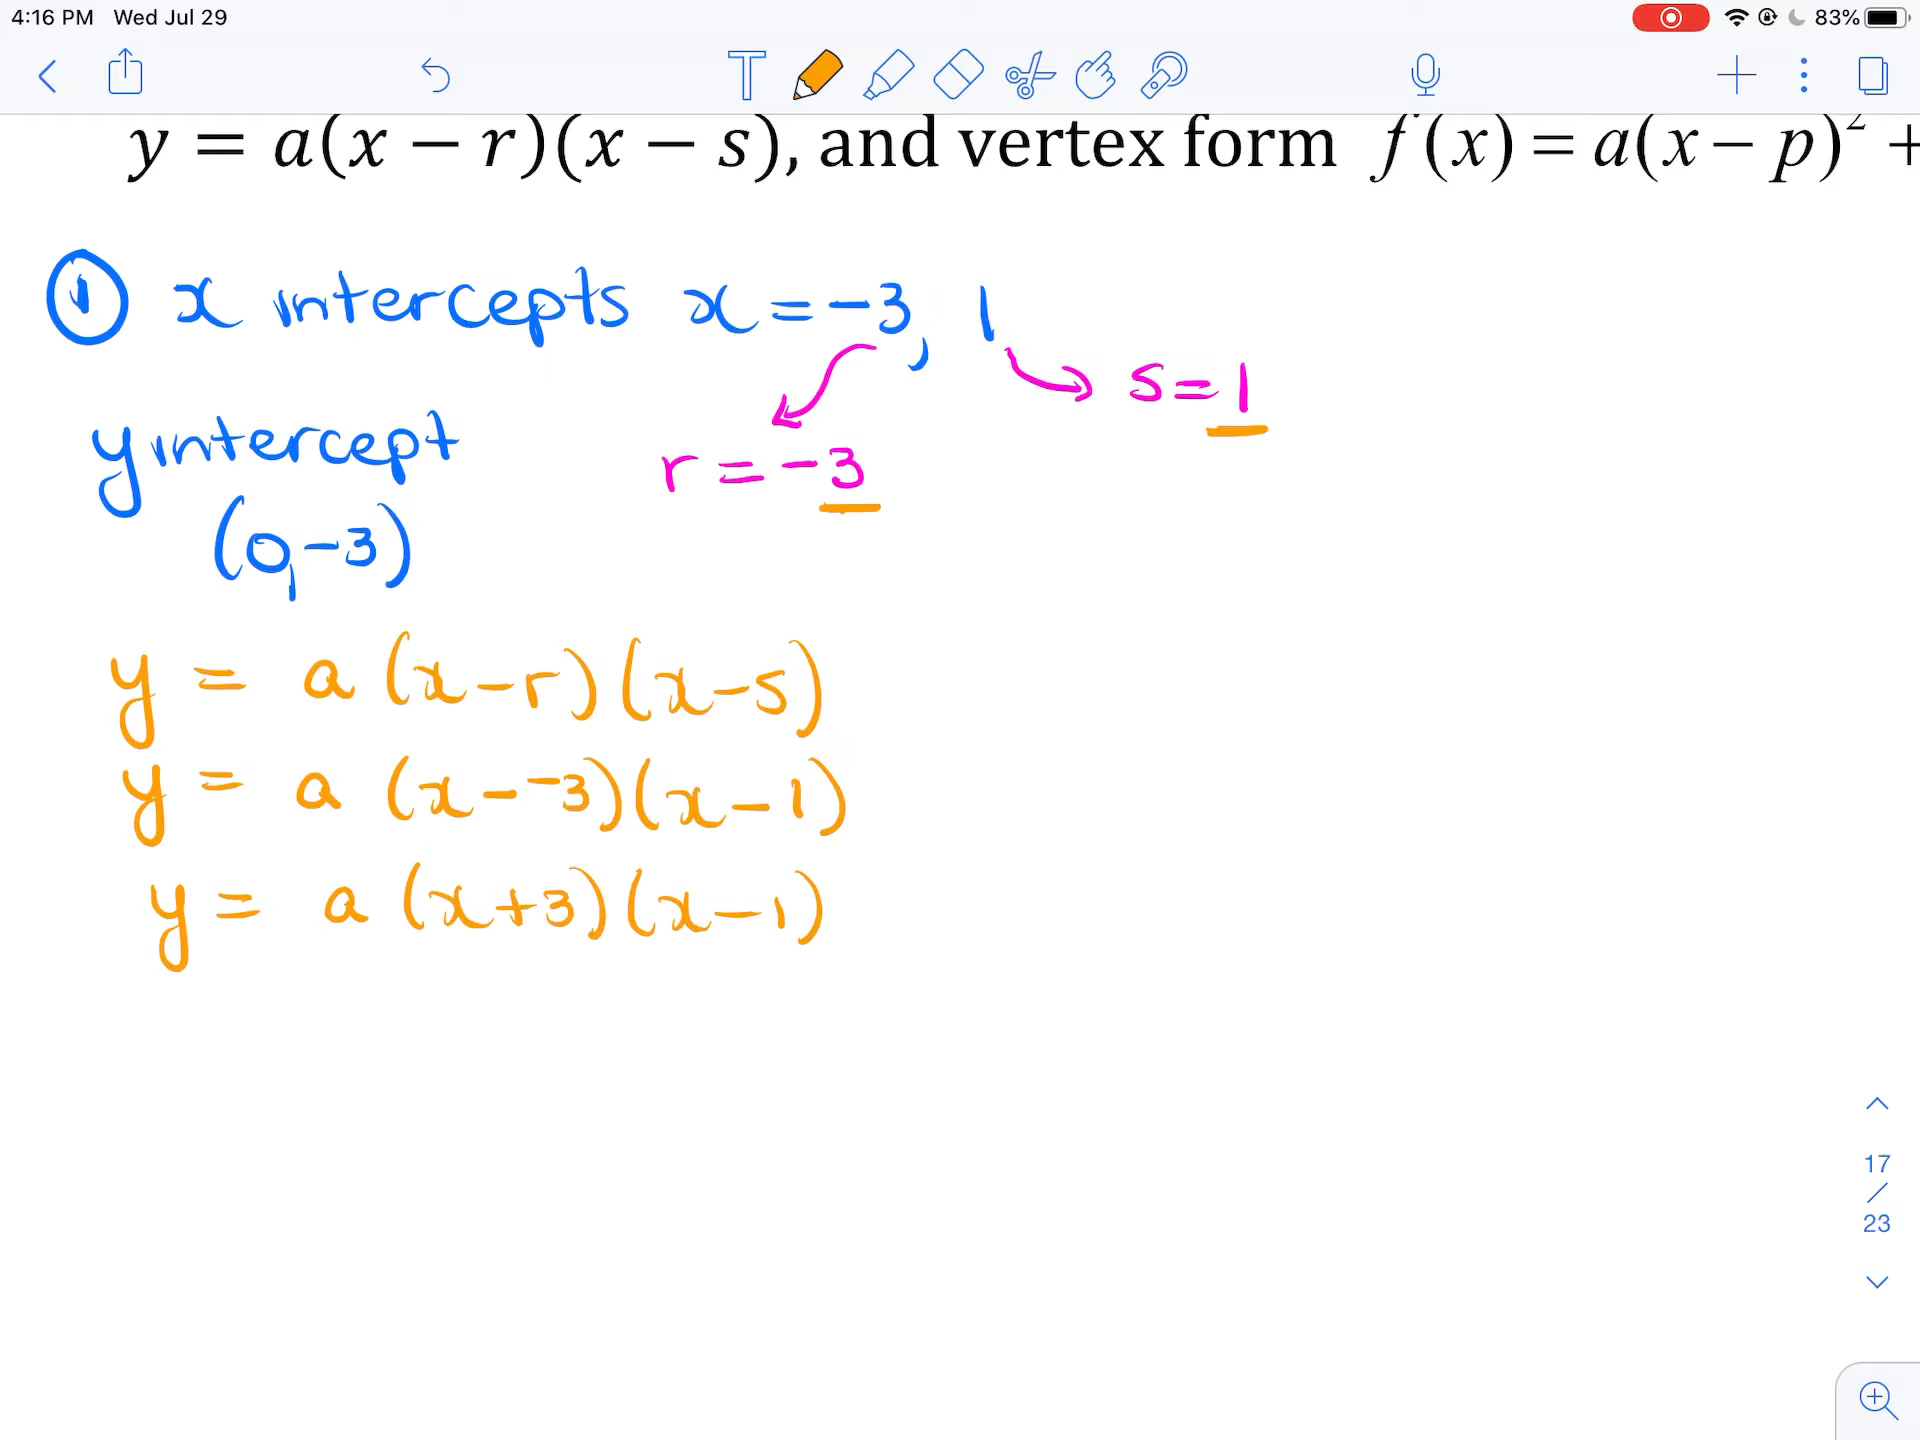 4:16 PM Wed Jul 29 83%
T
y = a(x − r)(x − s), and vertex form f(x) = a(x − p)² +
① x intercepts x = -3, 1
s = 1
y intercept
r = -3
(0,-3)
y = a (x-r)(x-s)
y = a (x--3)(x-1)
y = a (x+3)(x-1)
17
/
23